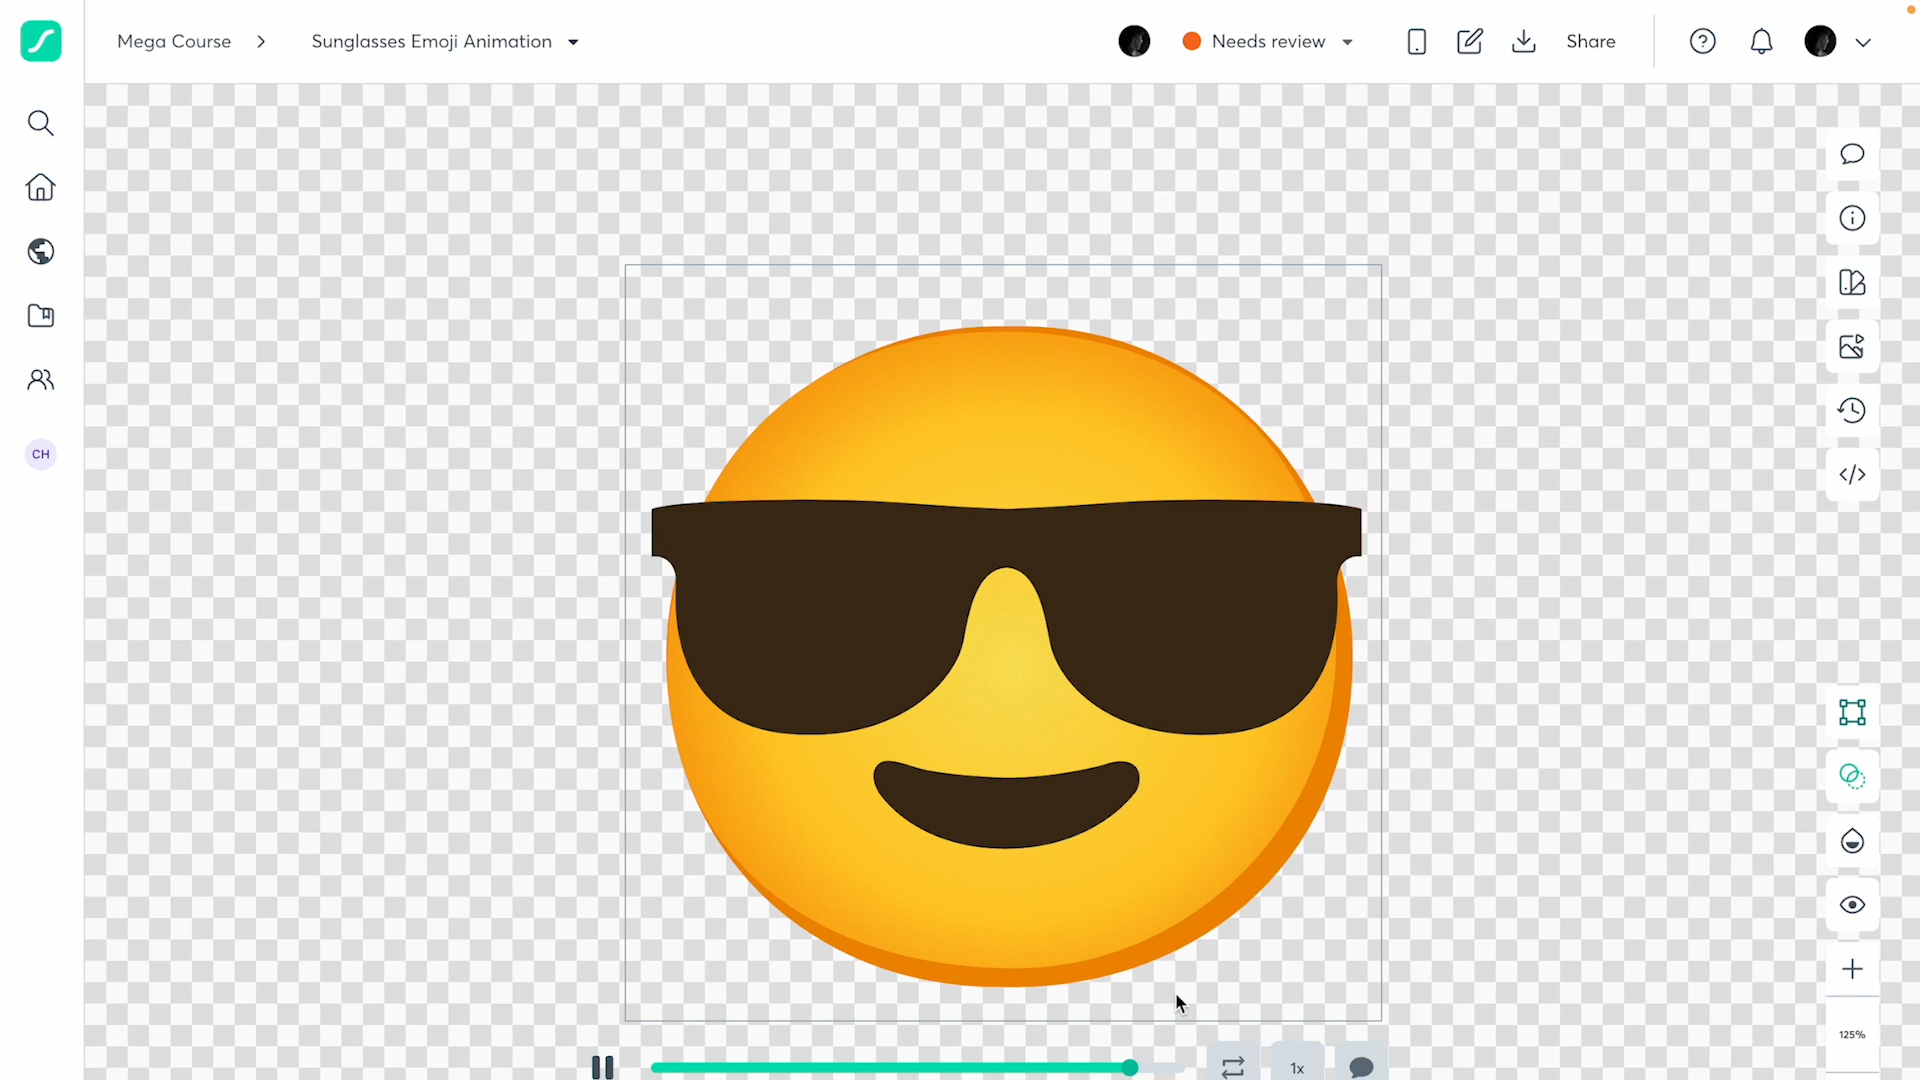 Mega Course
Sunglasses Emoji Animation
Needs review
Share
CH
125%
1x